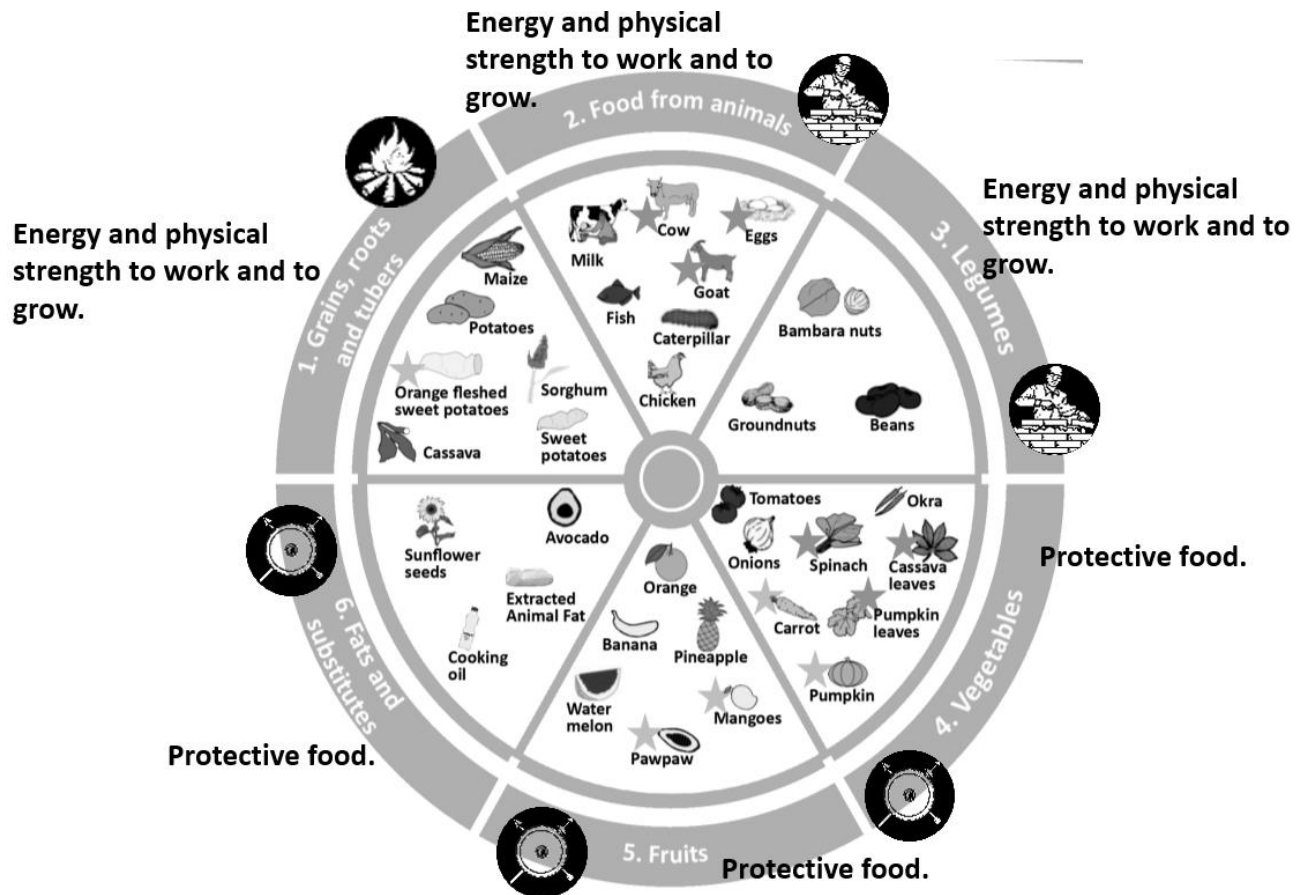 Energy and physical
strength to work and to
grow.
2. Food from animals
Energy and physical
strength to work and to
grow.
3. Legumes
Energy and physical
strength to work and to
grow.
1. Grains, roots
and tubers
Maize
Potatoes
Orange fleshed
sweet potatoes
Sorghum
Sweet
potatoes
Cassava
Milk
Cow
Eggs
Goat
Fish
Caterpillar
Chicken
Bambara nuts
Groundnuts
Beans
Tomatoes
Okra
Onions
Spinach
Cassava
leaves
Carrot
Pumpkin
leaves
Pumpkin
Protective food.
4. Vegetables
Orange
Banana
Pineapple
Water
melon
Mangoes
Pawpaw
5. Fruits
Protective food.
Sunflower
seeds
Avocado
Extracted
Animal Fat
Cooking
oil
6. Fats and
substitutes
Protective food.